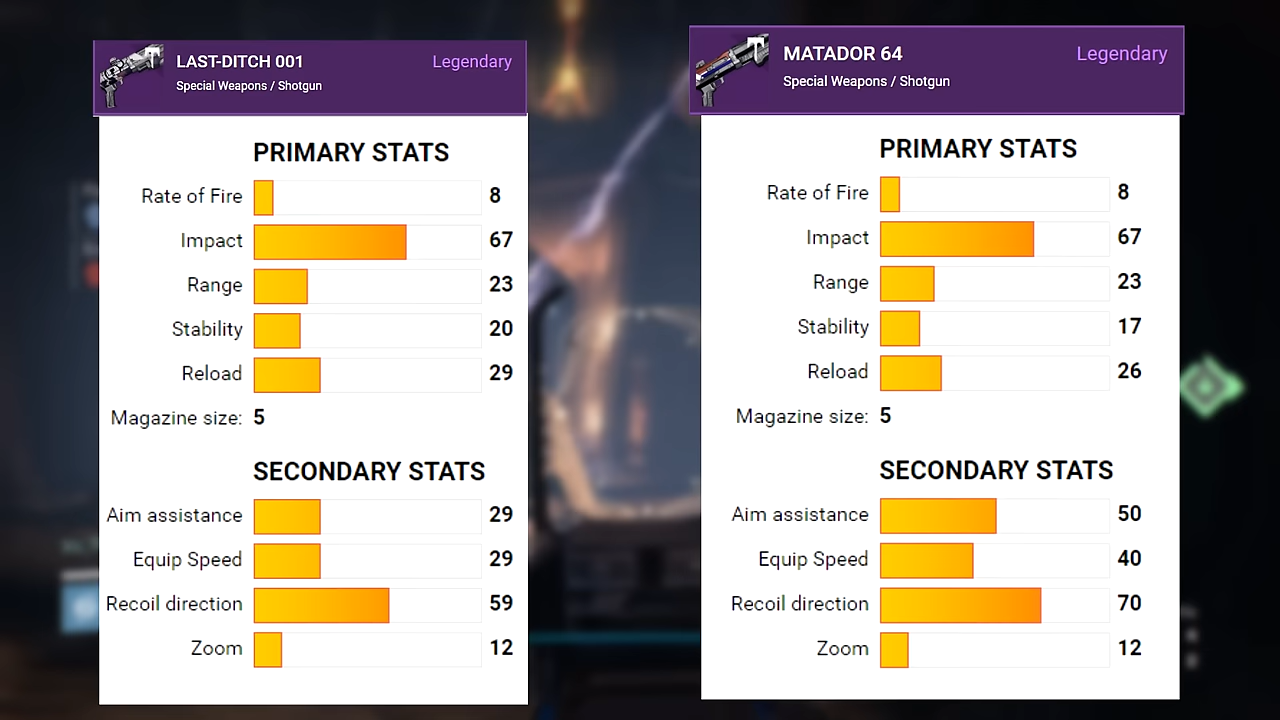 LAST-DITCH 001
Legendary
Special Weapons / Shotgun
PRIMARY STATS
Rate of Fire 8
Impact 67
Range 23
Stability 20
Reload 29
Magazine size: 5
SECONDARY STATS
Aim assistance 29
Equip Speed 29
Recoil direction 59
Zoom 12
MATADOR 64
Legendary
Special Weapons / Shotgun
PRIMARY STATS
Rate of Fire 8
Impact 67
Range 23
Stability 17
Reload 26
Magazine size: 5
SECONDARY STATS
Aim assistance 50
Equip Speed 40
Recoil direction 70
Zoom 12